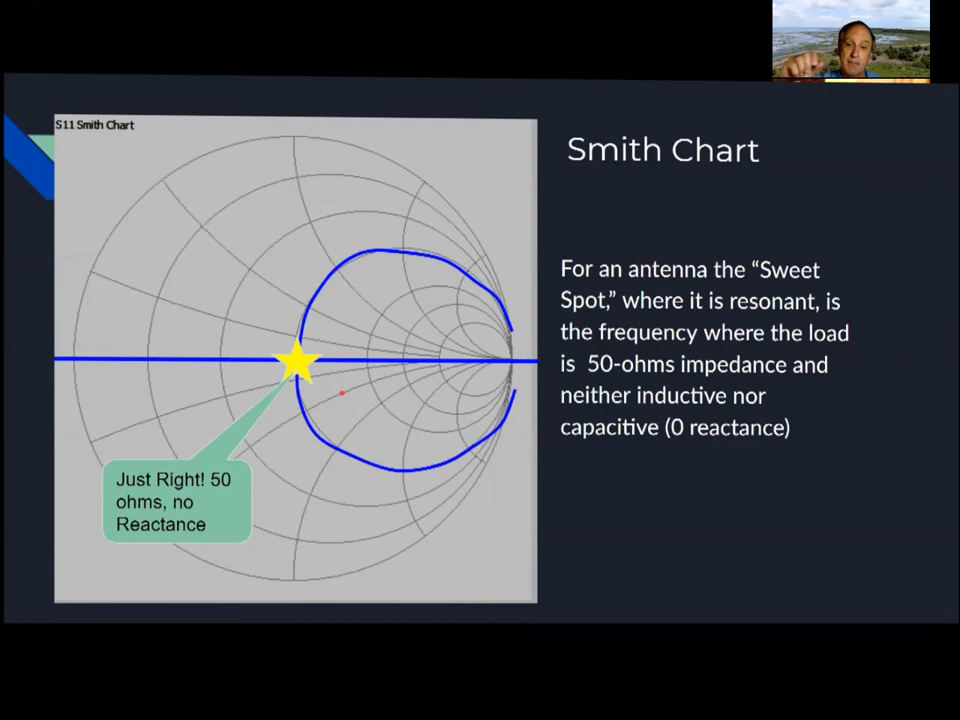 S11 Smith Chart
Smith Chart
For an antenna the “Sweet
Spot,” where it is resonant, is
the frequency where the load
is 50-ohms impedance and
neither inductive nor
capacitive (0 reactance)
Just Right! 50
ohms, no
Reactance